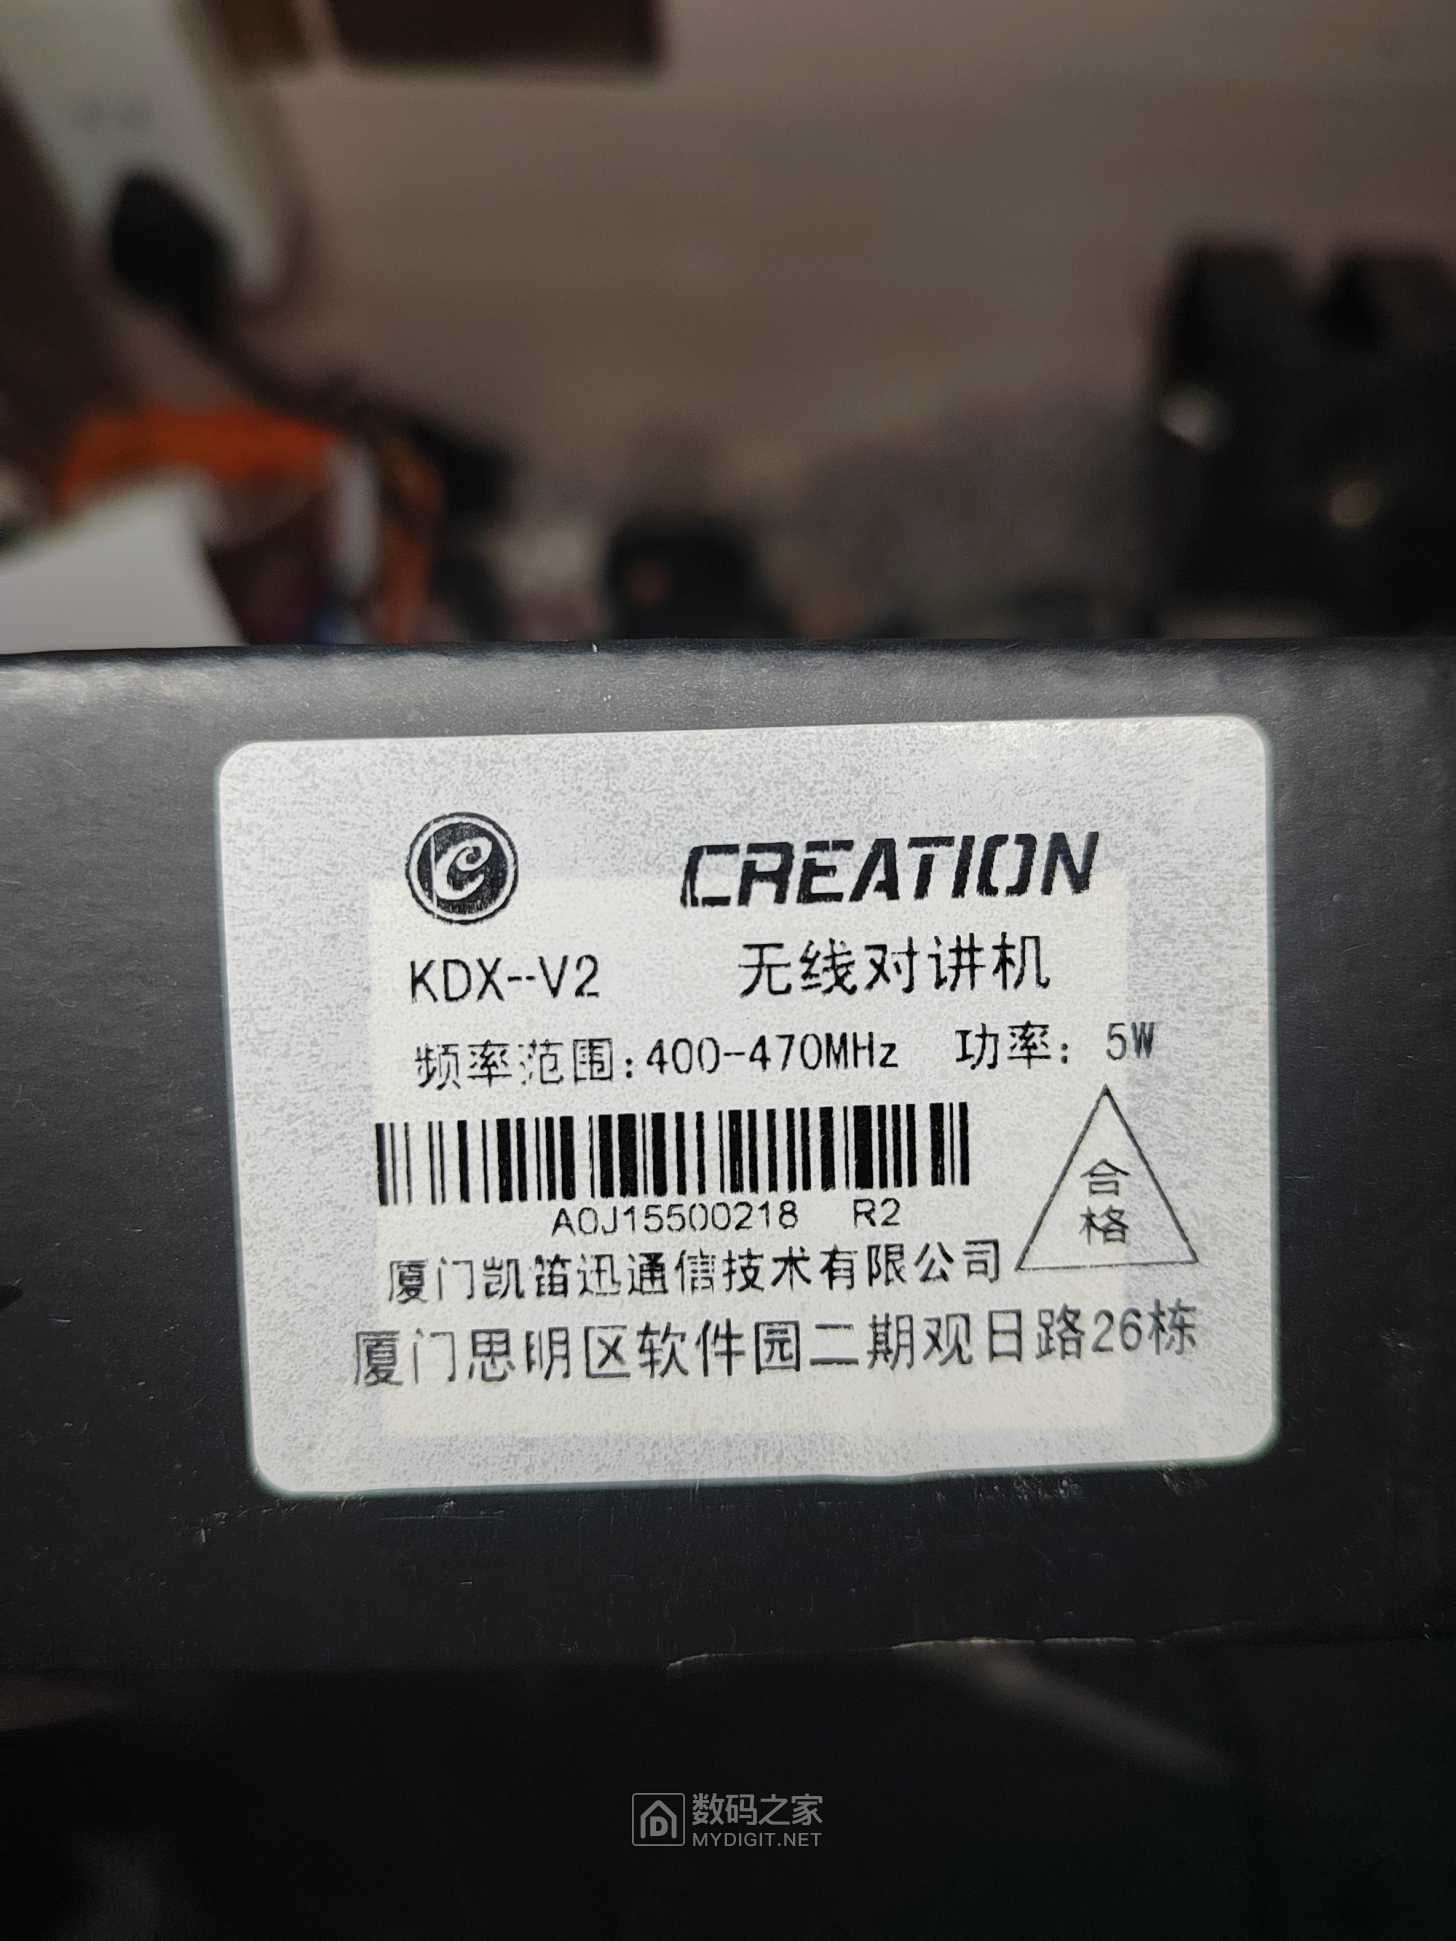 CREATION
KDX--V2 无线对讲机
频率范围:400-470MHz 功率: 5W
合格
A0J15500218 R2
厦门凯笛迅通信技术有限公司
厦门思明区软件园二期观日路26栋
数码之家
MYDIGIT.NET